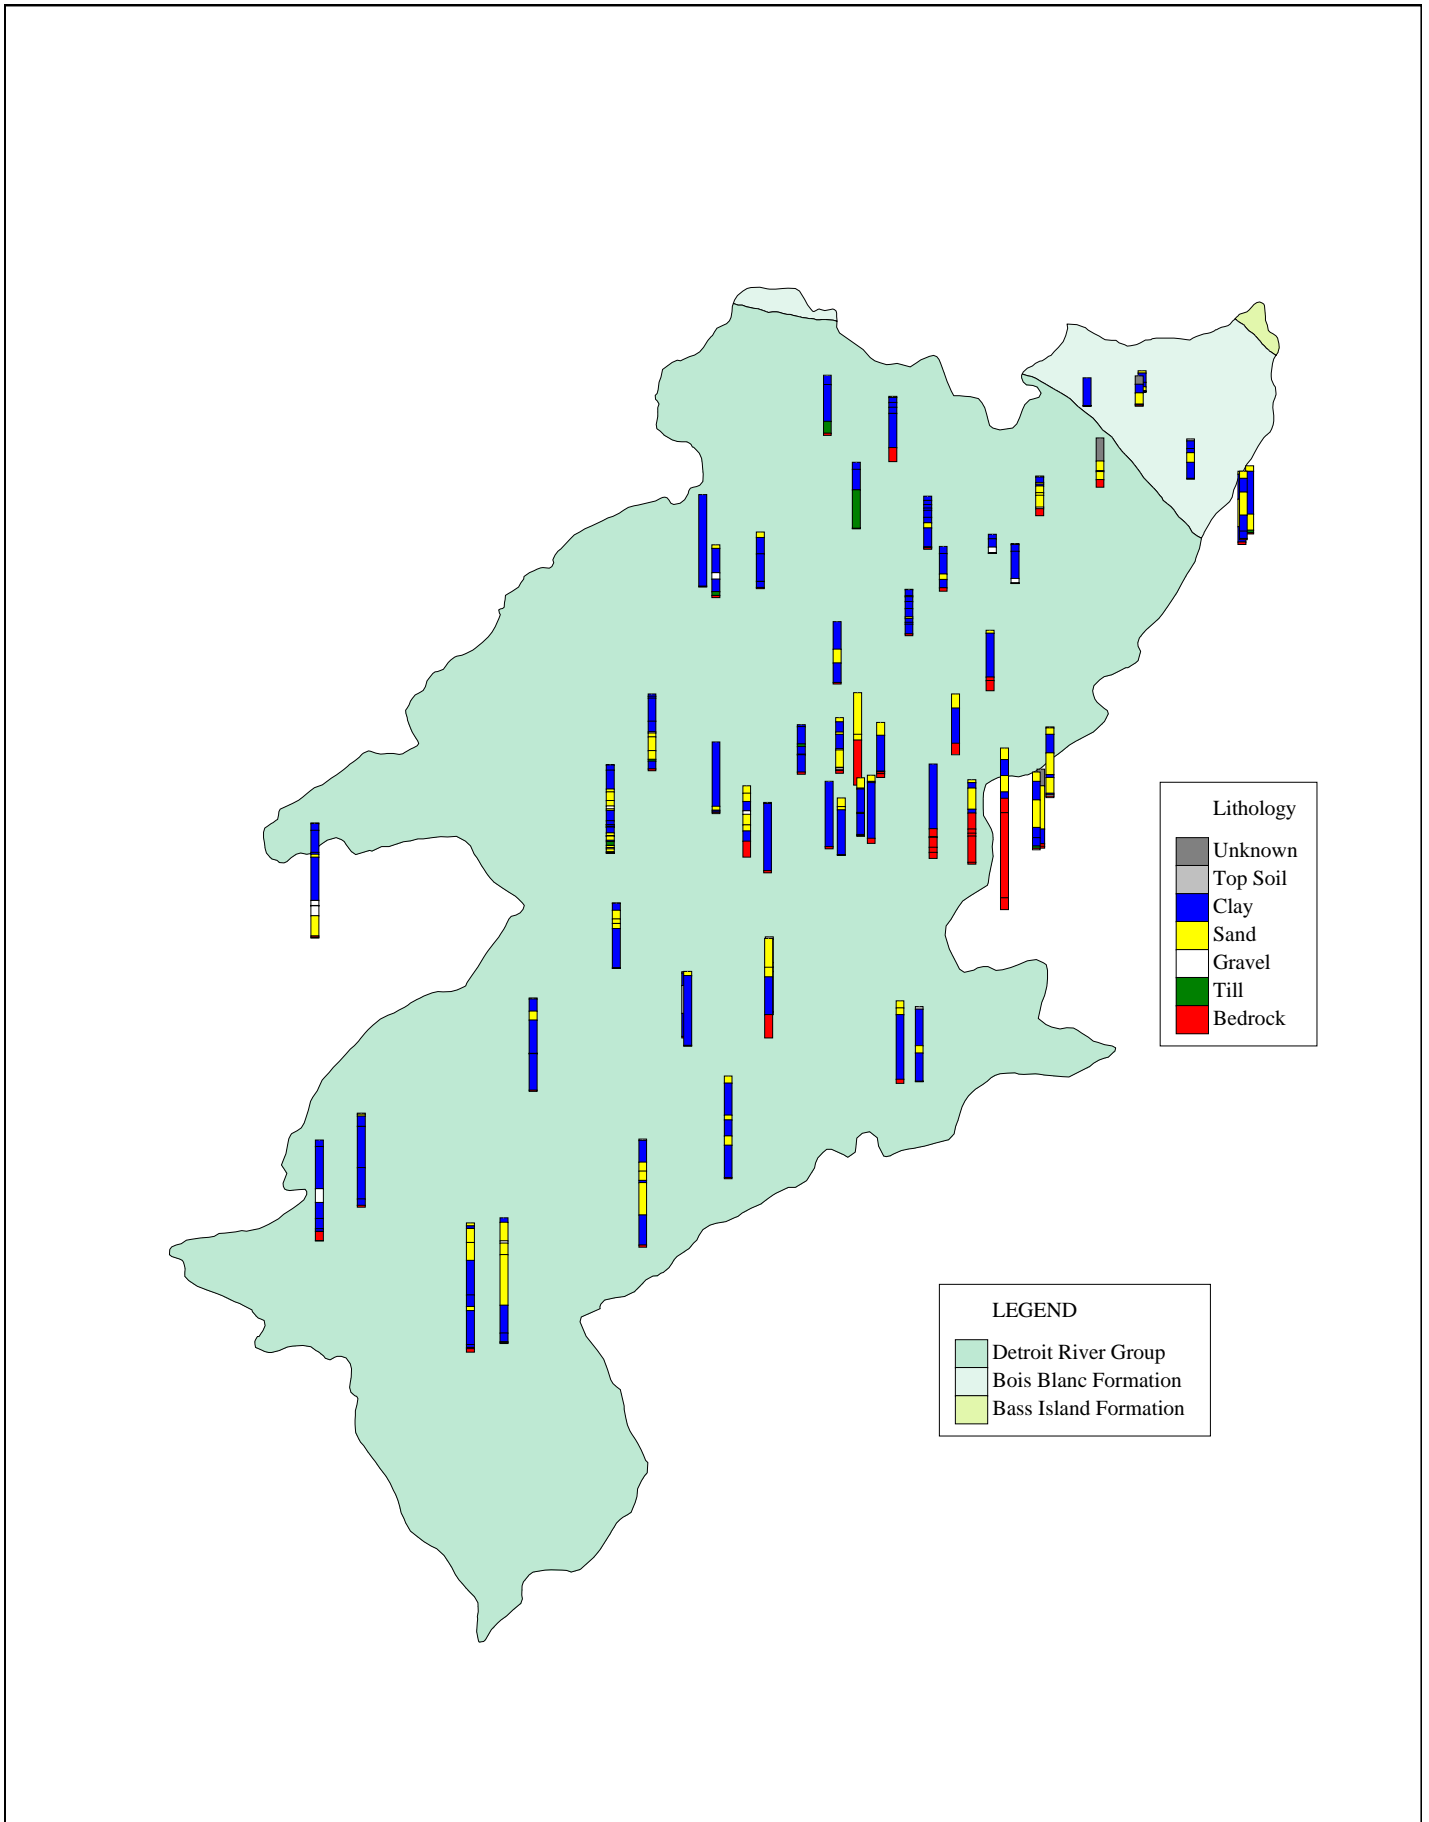 Lithology
Unknown
Top Soil
Clay
Sand
Gravel
Till
Bedrock
LEGEND
Detroit River Group
Bois Blanc Formation
Bass Island Formation